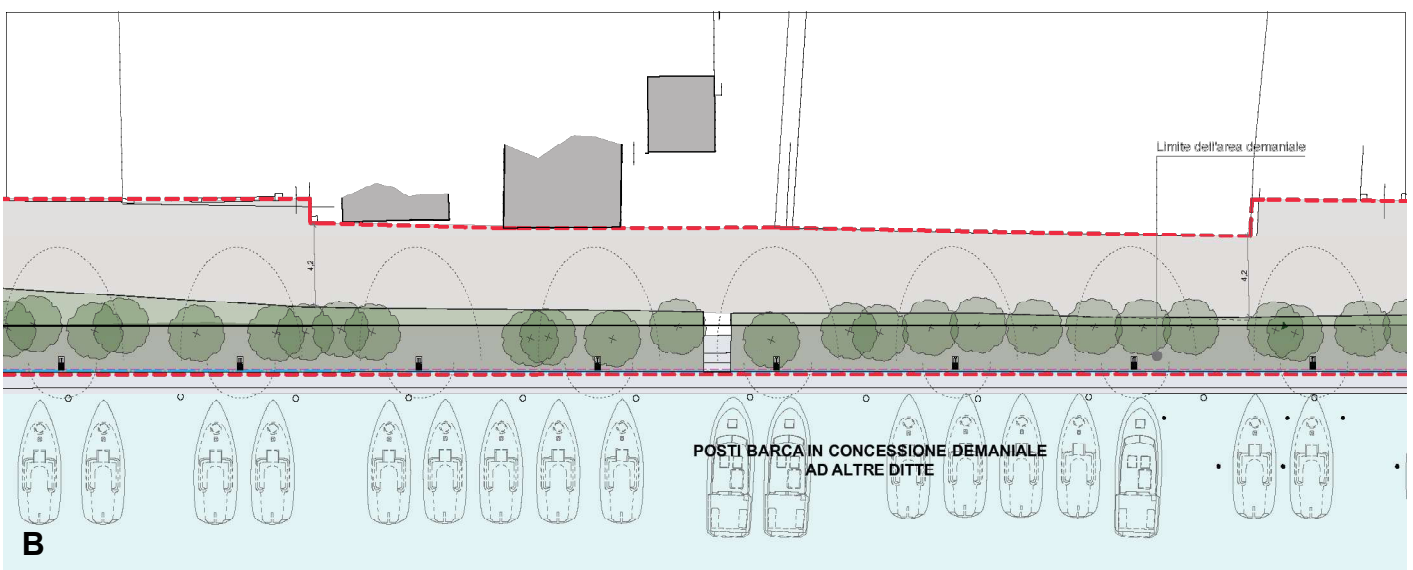 Limite dell'area demaniale
4,2
4,2
POSTI BARCA IN CONCESSIONE DEMANIALE
AD ALTRE DITTE
B